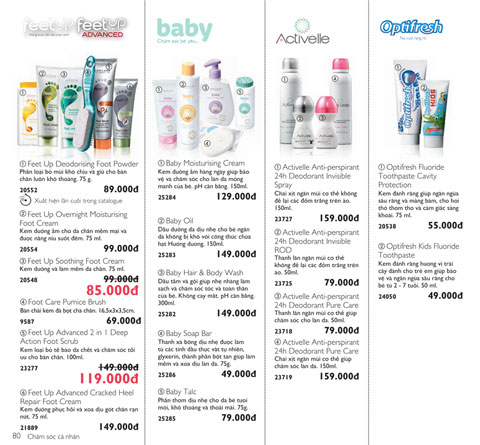 feetup
feetup
ADVANCED
① Feet Up Deodorising Foot Powder
Phân loại bỏ mùi khó chịu và giữ cho bàn
chân luôn khô thoáng. 75 g.
20552 89.000đ
Xuất hiện lần cuối trong catalogue
② Feet Up Overnight Moisturising
Foot Cream
Kem dưỡng ẩm cho da chân mềm mại và
được nâng niu suốt đêm. 75 ml.
20554 99.000đ
③ Feet Up Soothing Foot Cream
Kem dưỡng và làm mềm da chân. 75 ml.
20548 99.000đ
85.000đ
④ Foot Care Pumice Brush
Bàn chải kem đá bọt chà chân. 16,5x3x3,5cm.
9587 69.000đ
⑤ Feet Up Advanced 2 in 1 Deep
Action Foot Scrub
Kem loại bỏ tế bào da chết và chăm sóc tối
ưu cho bàn chân. 100ml.
23277 149.000đ
119.000đ
⑥ Feet Up Advanced Cracked Heel
Repair Foot Cream
Kem dưỡng phục hồi và xoa dịu gót chân rạn
nứt. 75 ml.
21889 149.000đ
80 Chăm sóc cá nhân
baby
Chăm sóc bé yêu...
① Baby Moisturising Cream
Kem dưỡng ẩm hàng ngày giúp bảo
vệ và chăm sóc cho làn da mỏng
manh của bé. pH cân bằng. 150ml.
25284 129.000đ
② Baby Oil
Dầu dưỡng da dịu nhẹ cho bé ngăn
da không bị khô với công thức chứa
hạt Hướng dương. 150ml.
25283 149.000đ
③ Baby Hair & Body Wash
Dầu tắm và gội giúp nhẹ nhàng làm
sạch và chăm sóc tóc và toàn thân
của bé. Không cay mắt. pH cân bằng.
300ml.
25282 149.000đ
④ Baby Soap Bar
Thanh xà bông dịu nhẹ được làm
từ các tinh dầu thực vật tự nhiên,
glyxerin, thành phần bột tan giúp làm
mềm và xoa dịu làn da. 75g.
25286 49.000đ
⑤ Baby Talc
Phấn thơm dịu nhẹ cho da bé tươi
mới, khô thoáng và thoải mái. 75g.
25285 79.000đ
Activelle
① Activelle Anti-perspirant
24h Deodorant Invisible
Spray
Chai xịt ngăn mùi cơ thể không
để lại các đốm trắng trên áo.
150ml.
23727 159.000đ
② Activelle Anti-perspirant
24h Deodorant Invisible
ROD
Thanh lăn ngăn mùi cơ thể
không để lại các đốm trắng trên
áo. 50ml.
23725 79.000đ
③ Activelle Anti-perspirant
24h Deodorant Pure Care
Thanh lăn ngăn mùi cơ thể giúp
chăm sóc cho làn da. 50ml.
23718 79.000đ
④ Activelle Anti-perspirant
24h Deodorant Pure Care
Chai xịt ngăn mùi cơ thể giúp
chăm sóc làn da. 150ml.
23719 159.000đ
Optifresh
① Optifresh Fluoride
Toothpaste Cavity
Protection
Kem đánh răng giúp ngăn ngừa
sâu răng và mảng bám, cho hơi
thở thơm tho và cảm giác sảng
khoái. 75 ml.
20538 55.000đ
② Optifresh Kids Fluoride
Toothpaste
Kem đánh răng hương vị trái
cây dành cho trẻ em giúp bảo
vệ và ngăn ngừa sâu răng cho
bé từ 2 - 7 tuổi. 50 ml.
24050 49.000đ